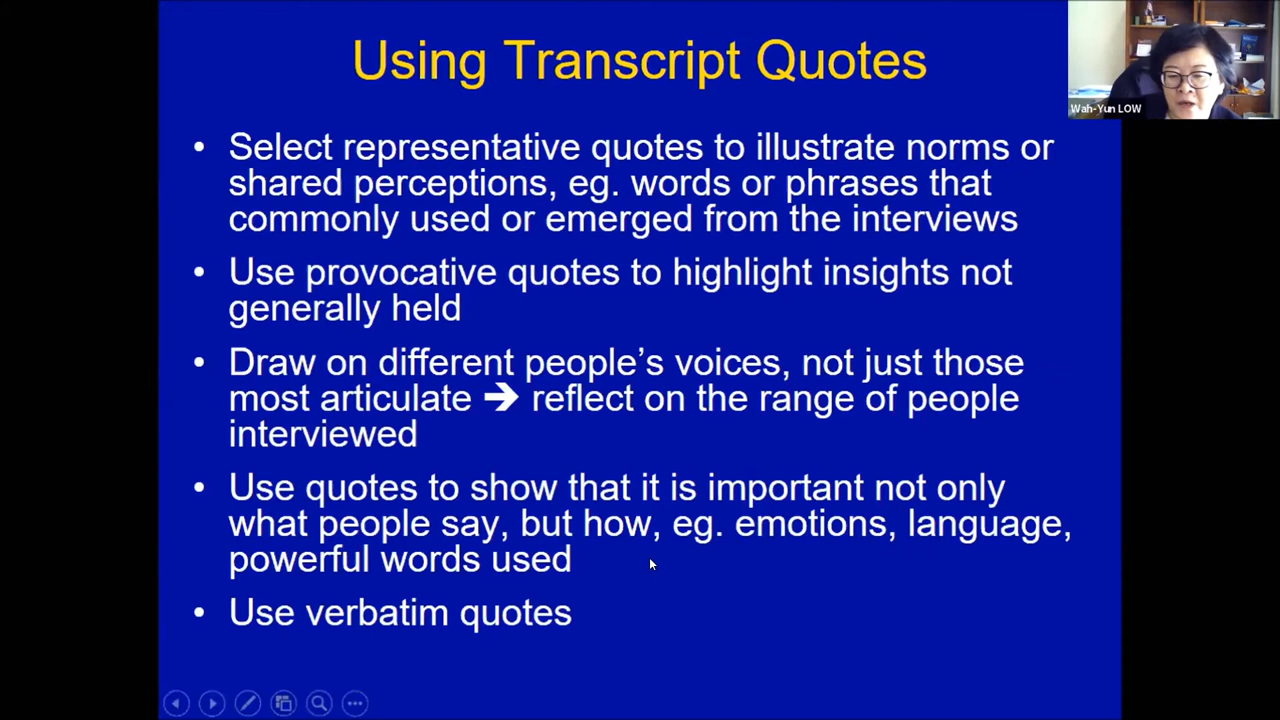 Using Transcript Quotes
Wah-Yun LOW
• Select representative quotes to illustrate norms or
shared perceptions, eg. words or phrases that
commonly used or emerged from the interviews
• Use provocative quotes to highlight insights not
generally held
• Draw on different people’s voices, not just those
most articulate ➔ reflect on the range of people
interviewed
• Use quotes to show that it is important not only
what people say, but how, eg. emotions, language,
powerful words used
• Use verbatim quotes